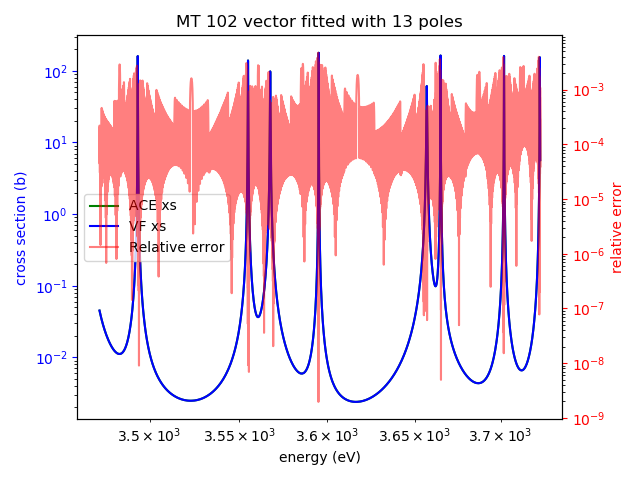 MT 102 vector fitted with 13 poles
10²
10¹
10⁰
10⁻¹
10⁻²
cross section (b)
ACE xs
VF xs
Relative error
10⁻³
10⁻⁴
10⁻⁵
10⁻⁶
10⁻⁷
10⁻⁸
10⁻⁹
relative error
3.5 × 10³ 3.55 × 10³ 3.6 × 10³ 3.65 × 10³ 3.7 × 10³
energy (eV)